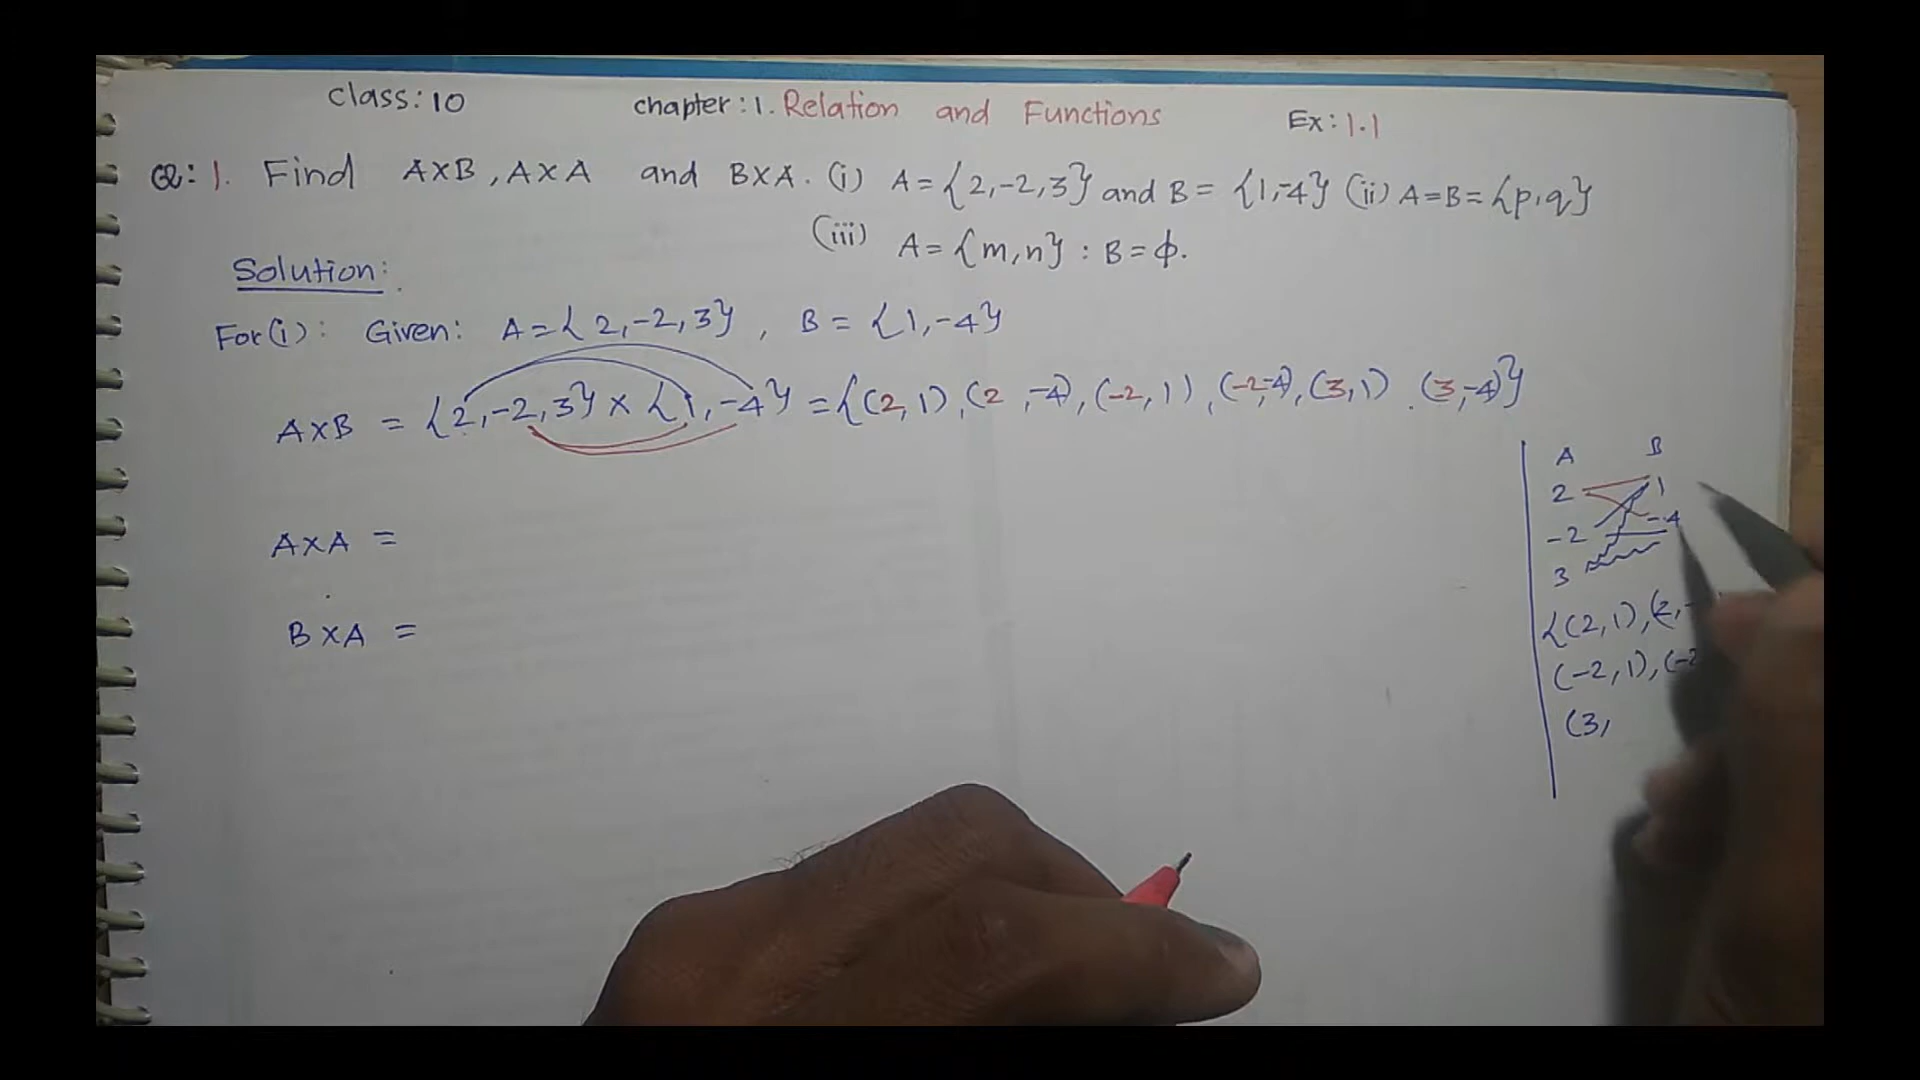 class: 10 chapter: 1. Relation and Functions Ex: 1.1
Q: 1. Find A×B, A×A and B×A. (i) A = {2,-2,3} and B = {1,-4} (ii) A=B= {p,q}
(iii) A = {m,n} : B = ϕ.
Solution:
For(i): Given: A = {2,-2,3}, B = {1,-4}
A×B = {2,-2,3} × {1,-4} = {(2,1), (2,-4), (-2,1), (-2,-4), (3,1), (3,-4)}
A×A =
B×A =
A B
2 1
-2 -4
3
{(2,1), (2,-
(-2,1), (-2
(3,